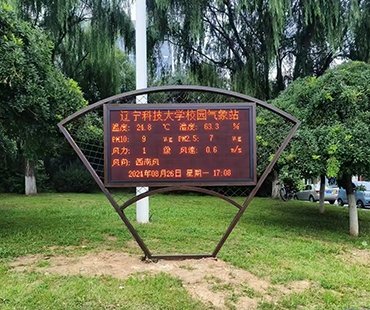 辽宁科技大学校园气象站
温度: 24.8 ℃ 湿度: 63.3 %
PM10: 9 ug PM2.5: 7 ug
风力: 1 级 风速: 0.6 m/s
风向: 西南风
2024年08月26日 星期一 17:08